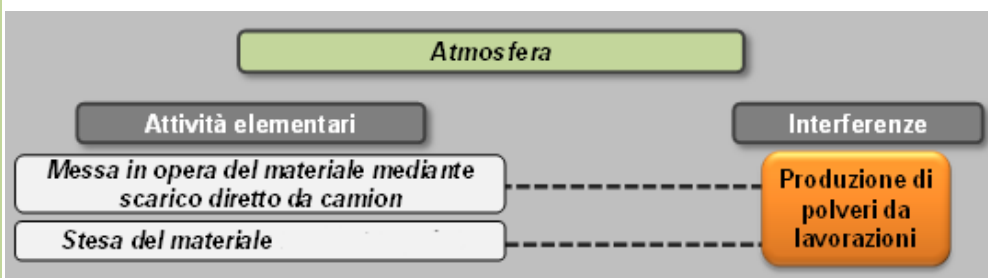 Atmosfera
Attività elementari
Interferenze
Messa in opera del materiale mediante
scarico diretto da camion
Stesa del materiale
Produzione di
polveri da
lavorazioni